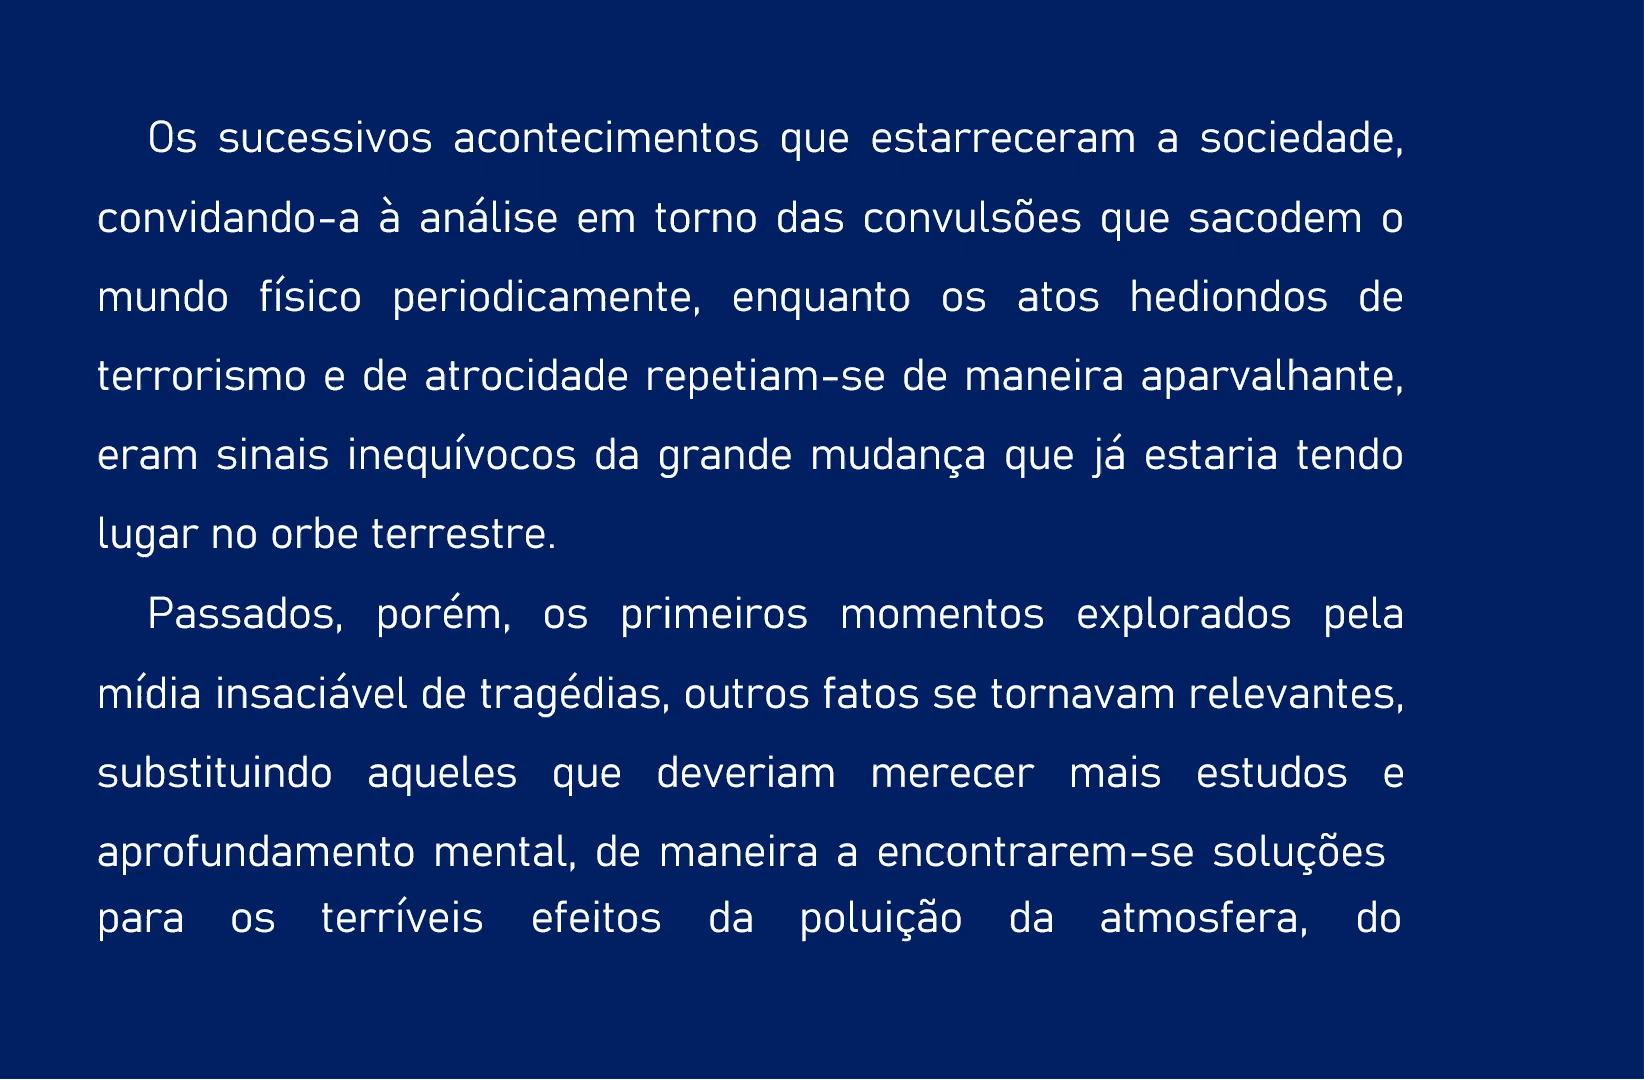 Os sucessivos acontecimentos que estarreceram a sociedade,
convidando-a à análise em torno das convulsões que sacodem o
mundo físico periodicamente, enquanto os atos hediondos de
terrorismo e de atrocidade repetiam-se de maneira aparvalhante,
eram sinais inequívocos da grande mudança que já estaria tendo
lugar no orbe terrestre.
Passados, porém, os primeiros momentos explorados pela
mídia insaciável de tragédias, outros fatos se tornavam relevantes,
substituindo aqueles que deveriam merecer mais estudos e
aprofundamento mental, de maneira a encontrarem-se soluções
para os terríveis efeitos da poluição da atmosfera, do